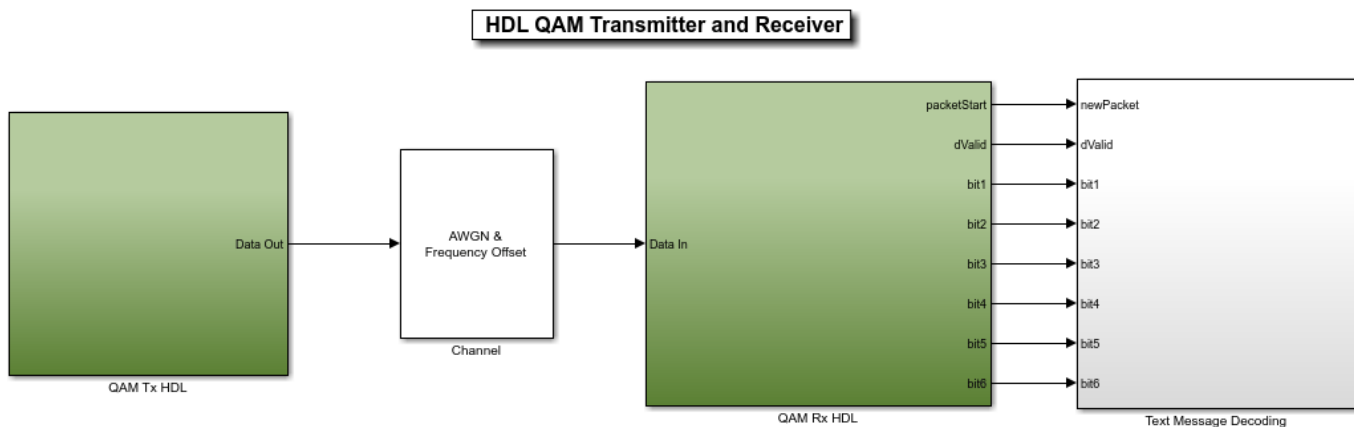 HDL QAM Transmitter and Receiver
Data Out
QAM Tx HDL
AWGN &
Frequency Offset
Channel
Data In
packetStart
dValid
bit1
bit2
bit3
bit4
bit5
bit6
QAM Rx HDL
newPacket
dValid
bit1
bit2
bit3
bit4
bit5
bit6
Text Message Decoding